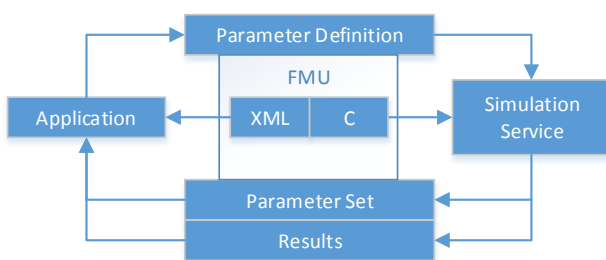 Parameter Definition
FMU
Application
XML
C
Simulation
Service
Parameter Set
Results